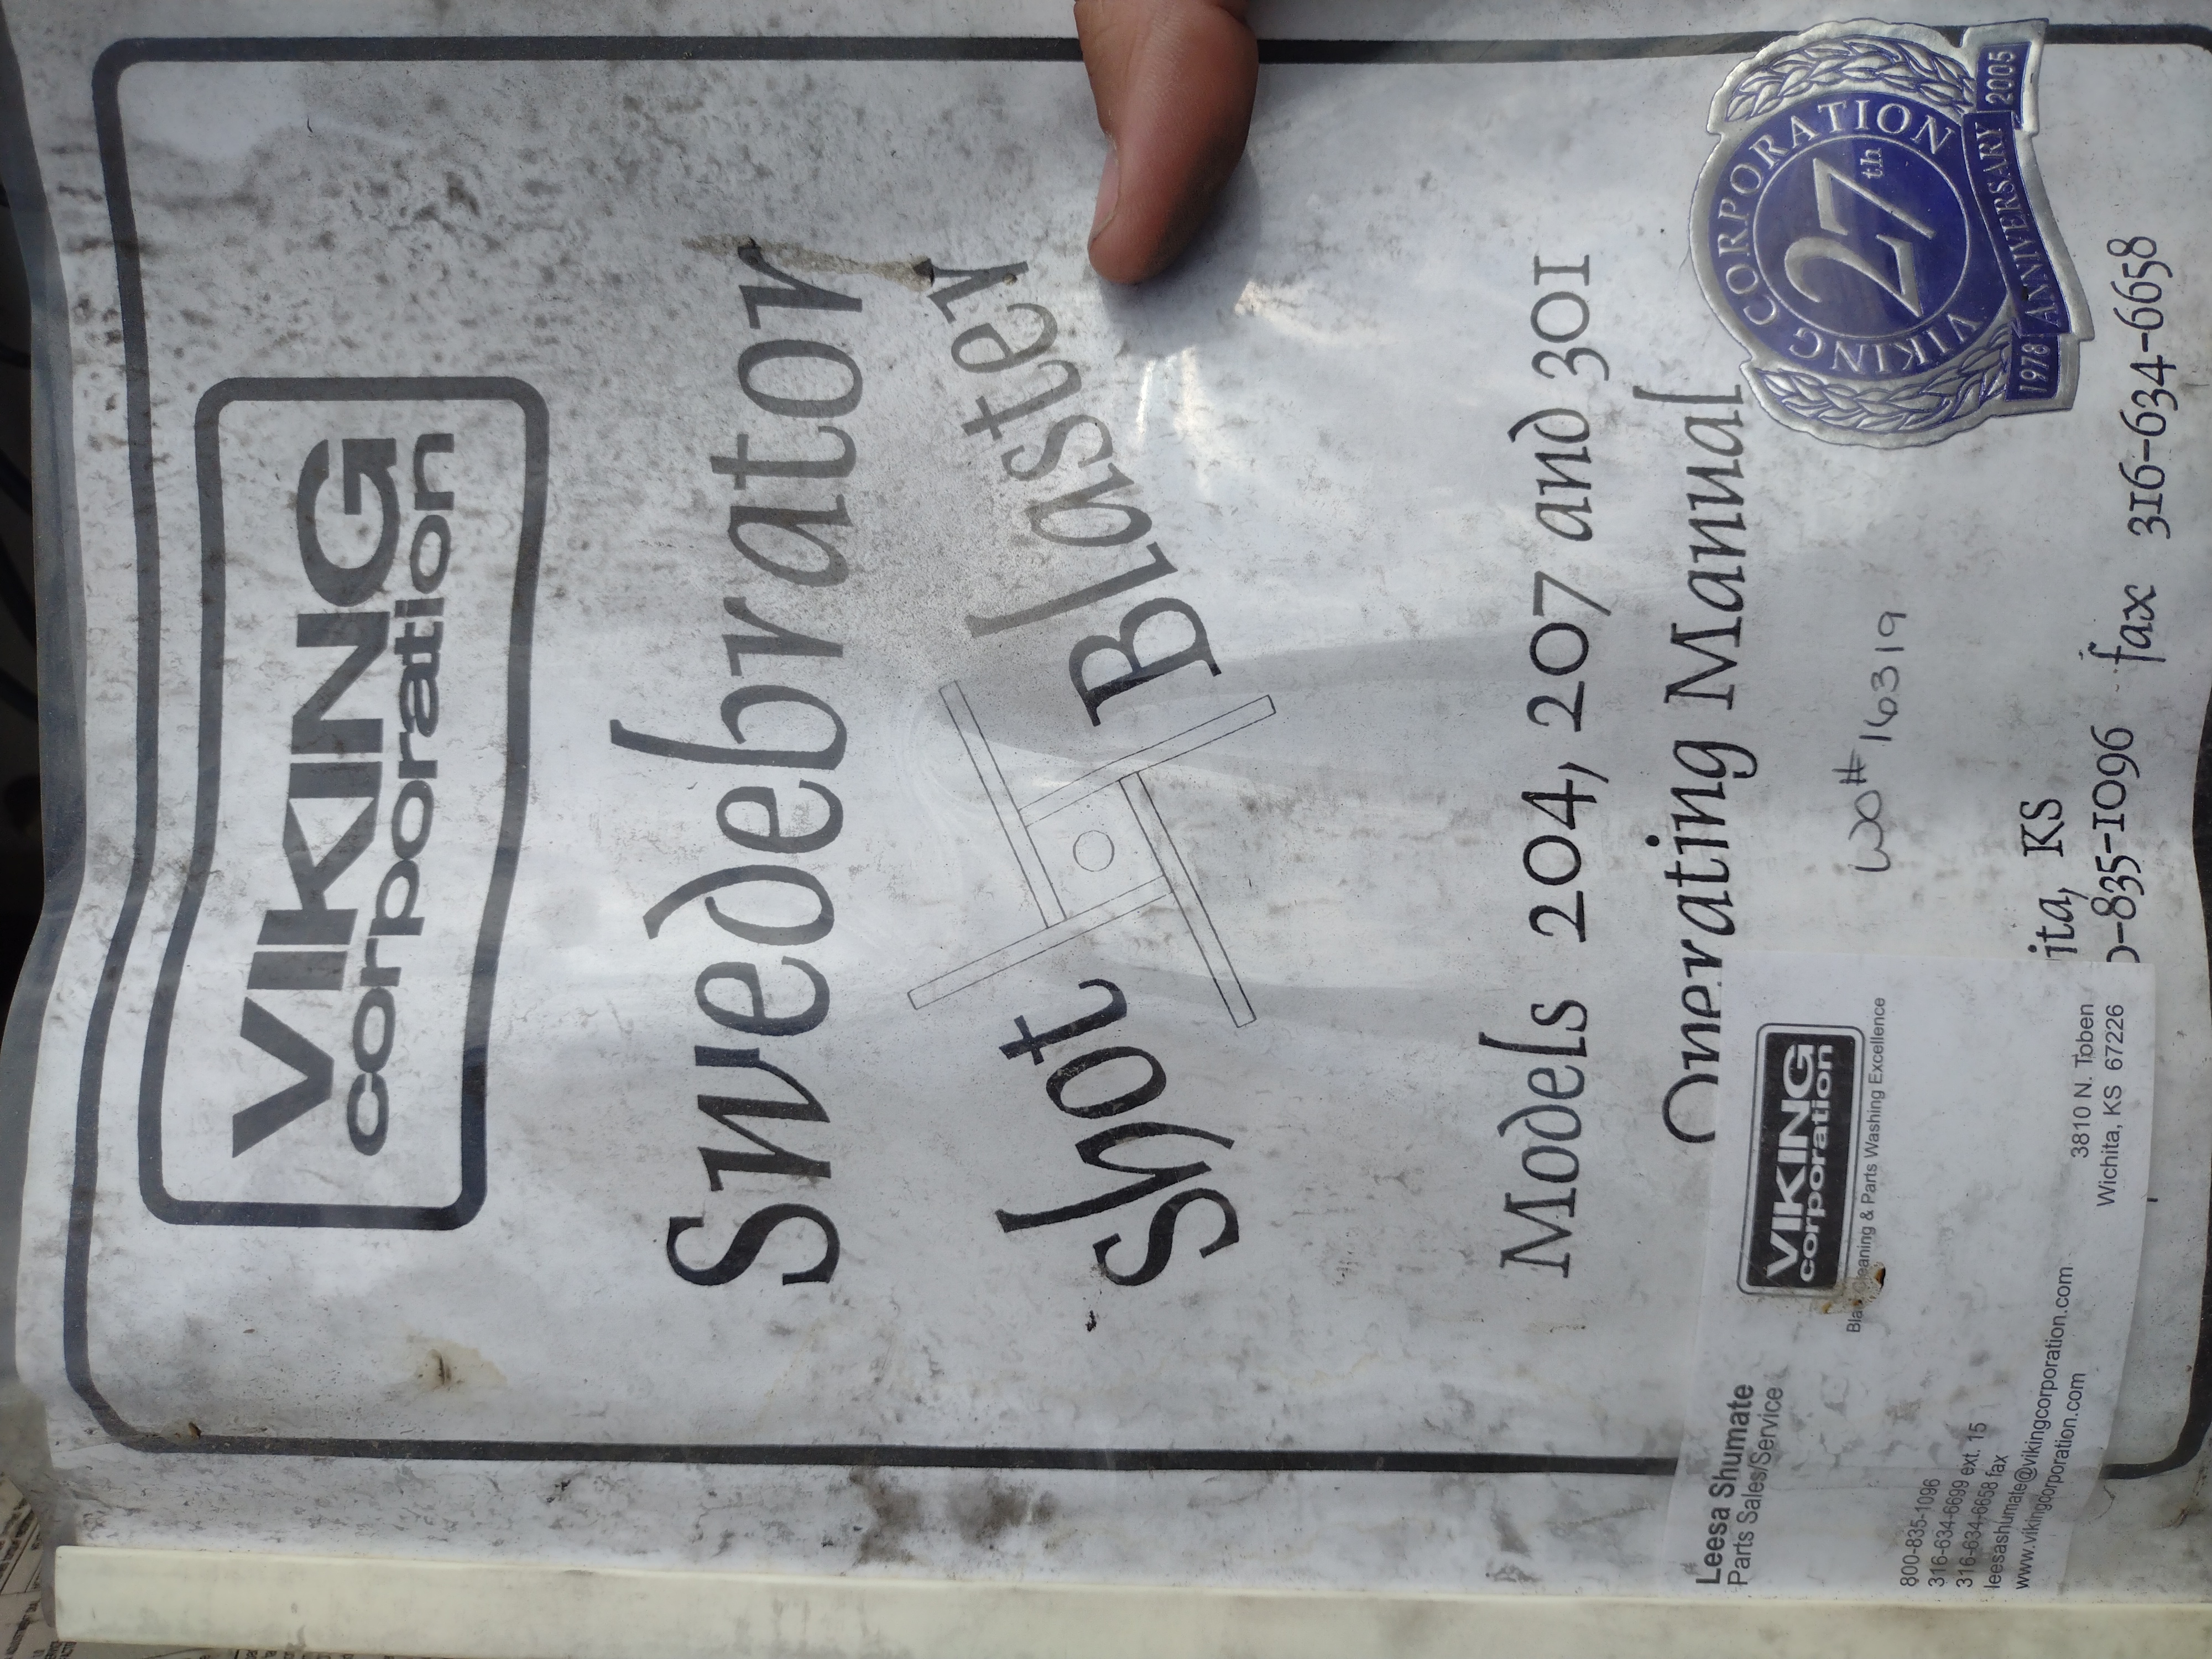 VIKING
corporation
Swedebrator
Shot Blaster
Models 204, 207 and 301
Operating Manual
WO# 16319
VIKING CORPORATION
27th
1978 ANNIVERSARY 2005
ita, KS
-835-1096 fax 316-634-6658
Leesa Shumate
Parts Sales/Service
VIKING
corporation
Cleaning & Parts Washing Excellence
800-835-1096
316-634-6699 ext. 15
316-634-6658 fax
leesashumate@vikingcorporation.com
www.vikingcorporation.com
3810 N. Toben
Wichita, KS 67226